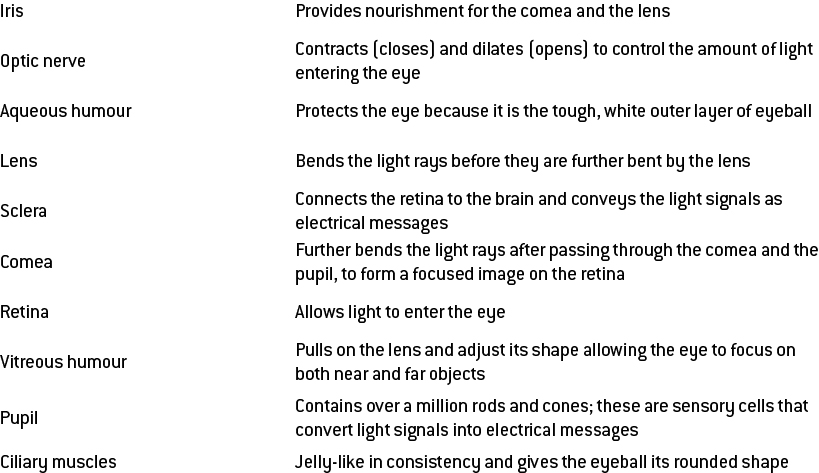 Iris
Provides nourishment for the comea and the lens
Optic nerve
Contracts (closes) and dilates (opens) to control the amount of light
entering the eye
Aqueous humour
Protects the eye because it is the tough, white outer layer of eyeball
Lens
Bends the light rays before they are further bent by the lens
Sclera
Connects the retina to the brain and conveys the light signals as
electrical messages
Comea
Further bends the light rays after passing through the comea and the
pupil, to form a focused image on the retina
Retina
Allows light to enter the eye
Vitreous humour
Pulls on the lens and adjust its shape allowing the eye to focus on
both near and far objects
Pupil
Contains over a million rods and cones; these are sensory cells that
convert light signals into electrical messages
Ciliary muscles
Jelly-like in consistency and gives the eyeball its rounded shape